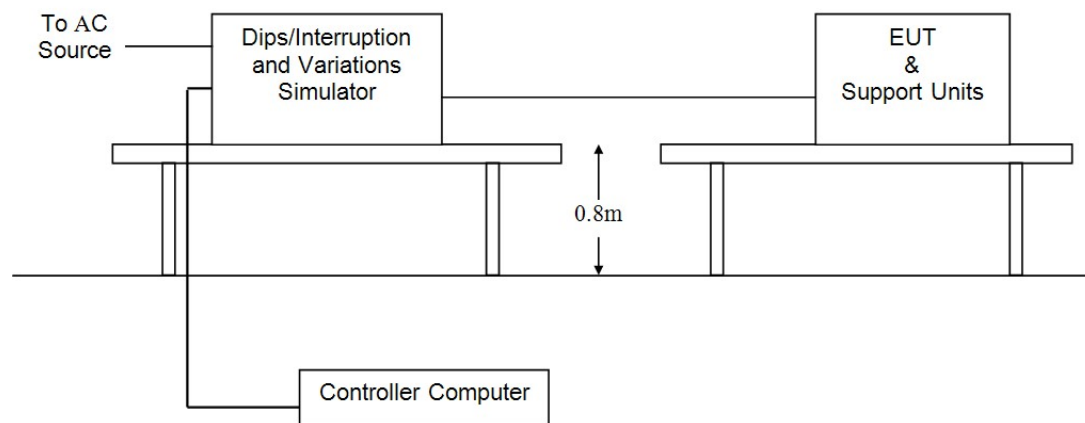 To AC
Source
Dips/Interruption
and Variations
Simulator
EUT
&
Support Units
0.8m
Controller Computer